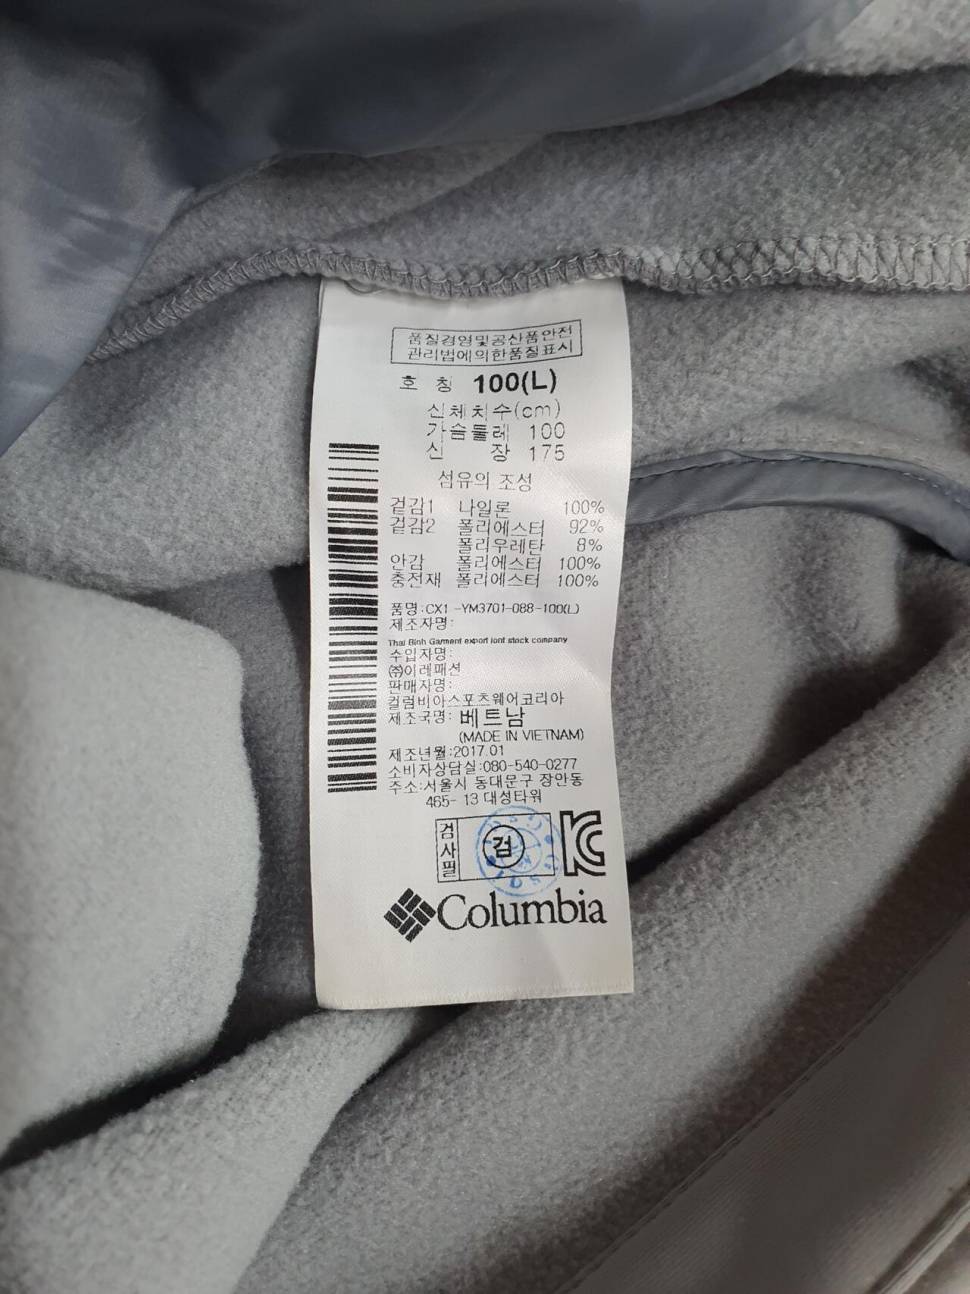 품질경영및공산품안전
관리법에의한품질표시
호 칭 100(L)
신체치수(cm)
가슴둘레 100
신 장 175
섬유의 조성
겉감1 나일론 100%
겉감2 폴리에스터 92%
폴리우레탄 8%
안감 폴리에스터 100%
충전재 폴리에스터 100%
품명:CX1-YM3701-088-100(L)
제조자명:
Thai Binh Garment export iont stock company
수입자명:
㈜이레패션
판매자명:
컬럼비아스포츠웨어코리아
제조국명: 베트남
(MADE IN VIETNAM)
제조년월:2017.01
소비자상담실:080-540-0277
주소:서울시 동대문구 장안동
465-13 대성타워
검사필 검
Columbia